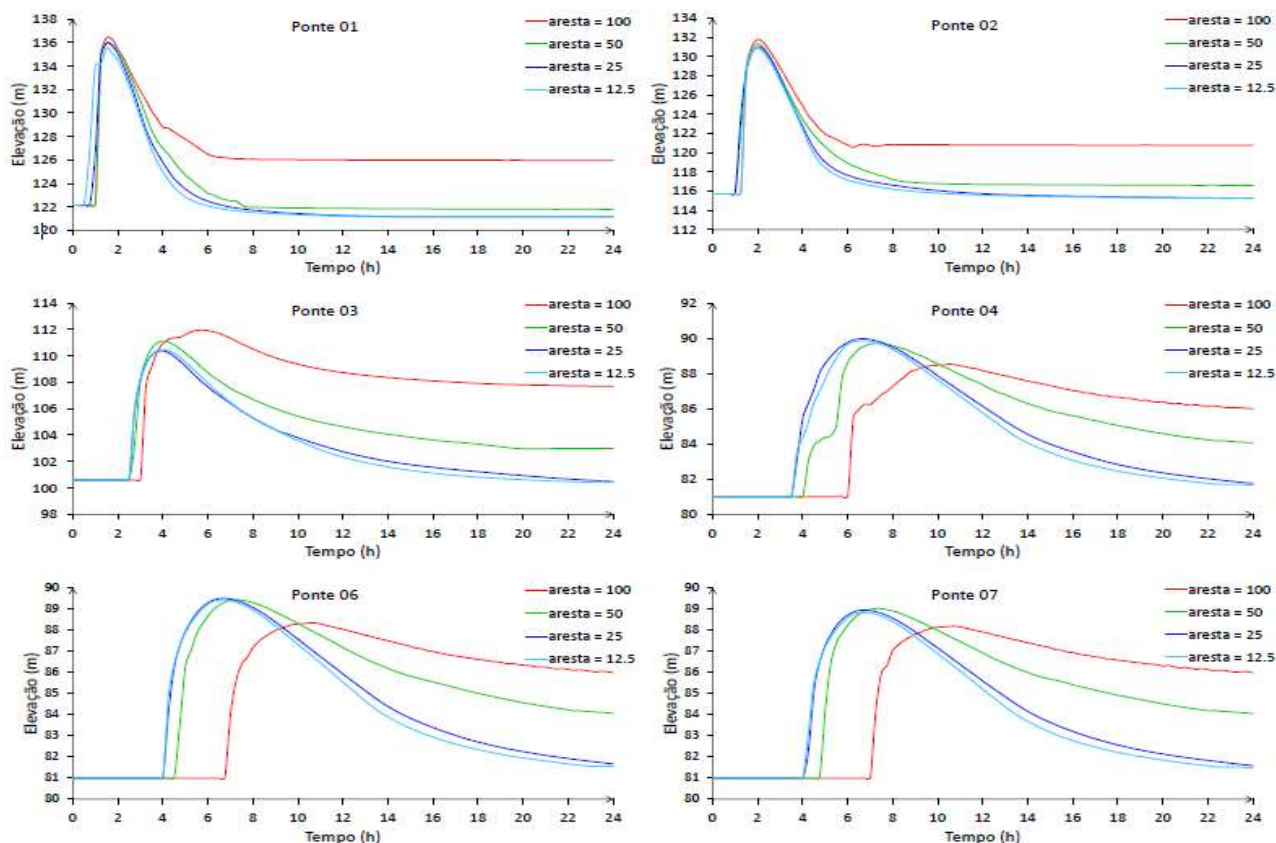 Ponte 01
138
136
134
132
130
128
126
124
122
120
Elevação (m)
0 2 4 6 8 10 12 14 16 18 20 22 24
Tempo (h)
aresta = 100
aresta = 50
aresta = 25
aresta = 12.5
Ponte 02
134
132
130
128
126
124
122
120
118
116
114
112
Elevação (m)
0 2 4 6 8 10 12 14 16 18 20 22 24
Tempo (h)
aresta = 100
aresta = 50
aresta = 25
aresta = 12.5
Ponte 03
114
112
110
108
106
104
102
100
98
Elevação (m)
0 2 4 6 8 10 12 14 16 18 20 22 24
Tempo (h)
aresta = 100
aresta = 50
aresta = 25
aresta = 12.5
Ponte 04
92
90
88
86
81
81
80
Elevação (m)
0 2 4 6 8 10 12 14 16 18 20 22 24
Tempo (h)
aresta = 100
aresta = 50
aresta = 25
aresta = 12.5
Ponte 06
90
89
88
87
86
85
84
83
82
81
80
Elevação (m)
0 2 4 6 8 10 12 14 16 18 20 22 24
Tempo (h)
aresta = 100
aresta = 50
aresta = 25
aresta = 12.5
Ponte 07
90
89
88
87
86
85
84
83
82
81
80
Elevação (m)
0 2 4 6 8 10 12 14 16 18 20 22 24
Tempo (h)
aresta = 100
aresta = 50
aresta = 25
aresta = 12.5